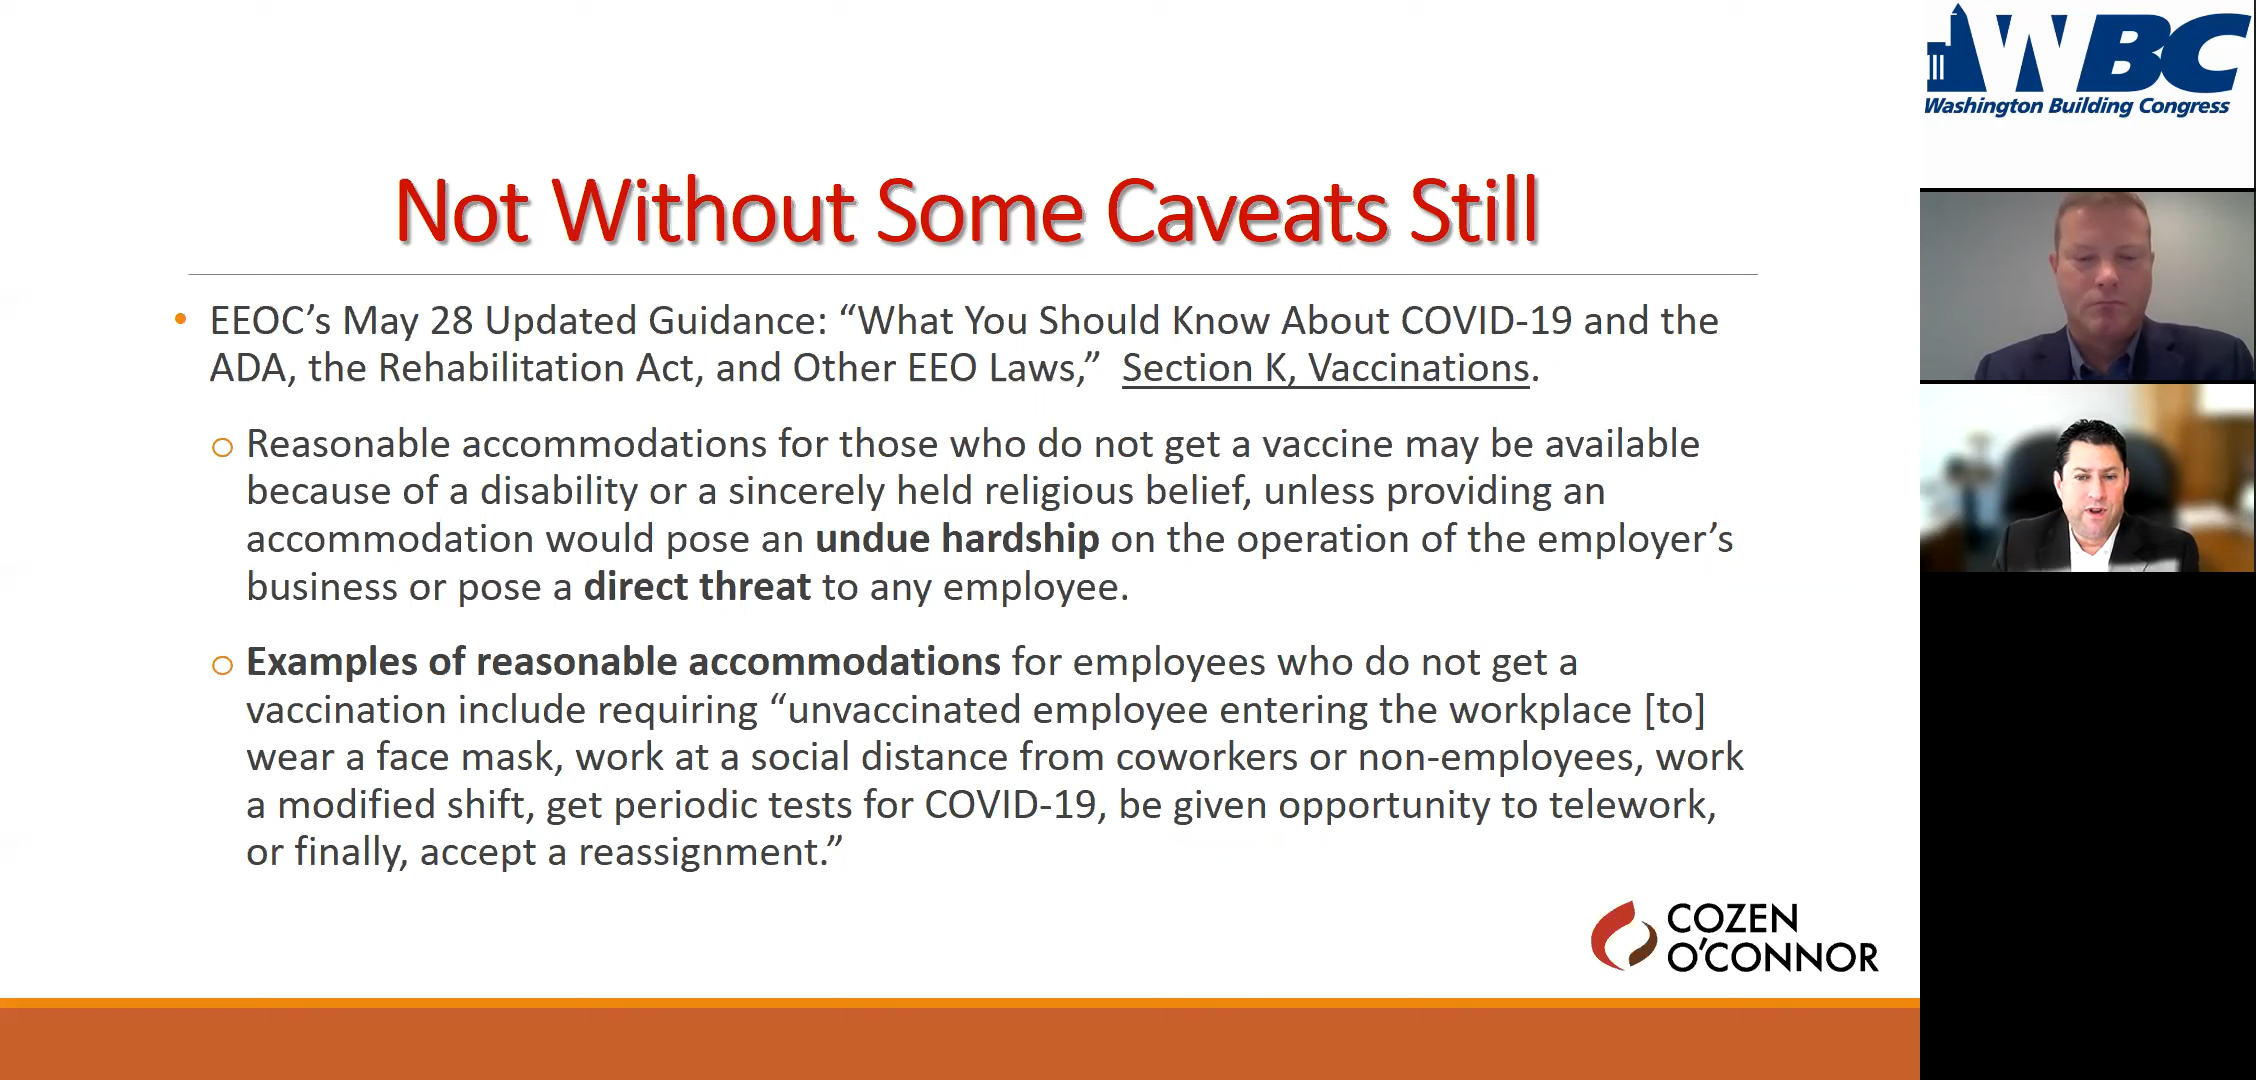 Not Without Some Caveats Still
• EEOC’s May 28 Updated Guidance: “What You Should Know About COVID-19 and the
ADA, the Rehabilitation Act, and Other EEO Laws,” Section K, Vaccinations.
o Reasonable accommodations for those who do not get a vaccine may be available
because of a disability or a sincerely held religious belief, unless providing an
accommodation would pose an undue hardship on the operation of the employer’s
business or pose a direct threat to any employee.
o Examples of reasonable accommodations for employees who do not get a
vaccination include requiring “unvaccinated employee entering the workplace [to]
wear a face mask, work at a social distance from coworkers or non-employees, work
a modified shift, get periodic tests for COVID-19, be given opportunity to telework,
or finally, accept a reassignment.”
COZEN
O’CONNOR
WBC
Washington Building Congress